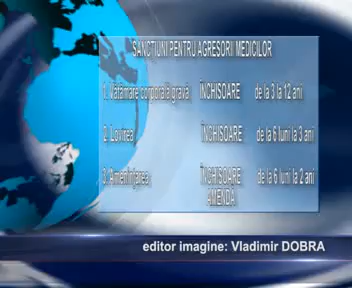 SANCTIUNI PENTRU AGRESORII MEDICILOR
1. Vătămare corporală gravă ÎNCHISOARE de la 3 la 12 ani
2. Lovirea ÎNCHISOARE de la 6 luni la 3 ani
3. Amenințarea ÎNCHISOARE de la 6 luni la 2 ani
AMENDA
editor imagine: Vladimir DOBRA